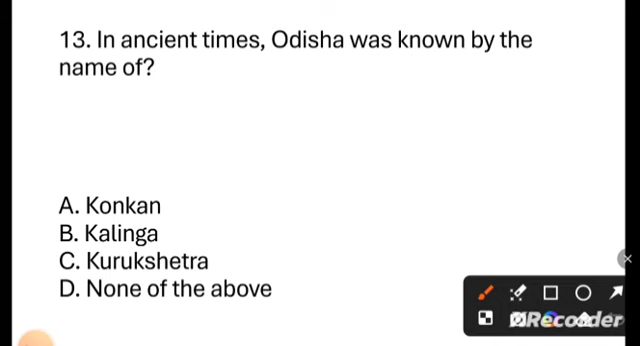 13. In ancient times, Odisha was known by the
name of?
A. Konkan
B. Kalinga
C. Kurukshetra
D. None of the above
Recorder